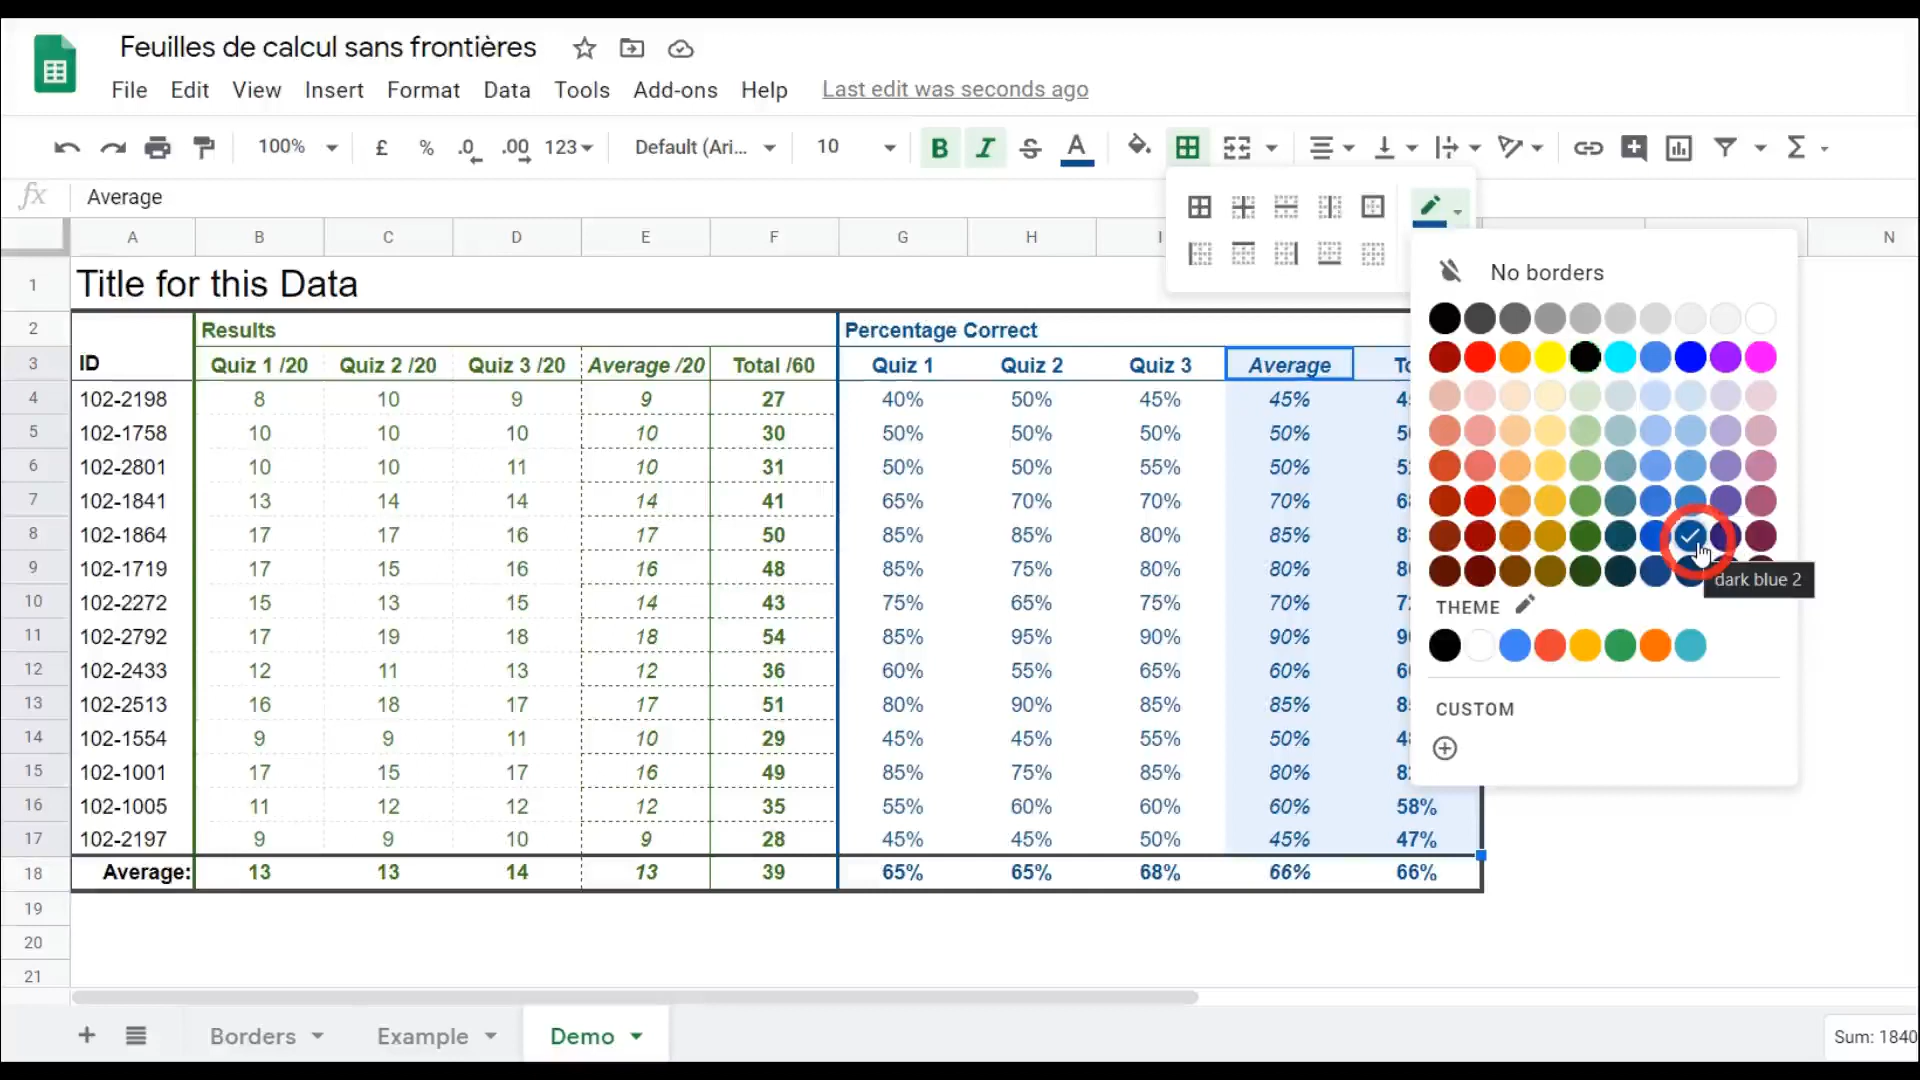 Feuilles de calcul sans frontières
File Edit View Insert Format Data Tools Add-ons Help Last edit was seconds ago
100% £ % .0 .00 123 Default (Ari... 10 B I S A Σ
fx Average
A B C D E F G H I N
No borders
1 Title for this Data
2 Results Percentage Correct
3 ID Quiz 1 /20 Quiz 2 /20 Quiz 3 /20 Average /20 Total /60 Quiz 1 Quiz 2 Quiz 3 Average
4 102-2198 8 10 9 9 27 40% 50% 45% 45%
5 102-1758 10 10 10 10 30 50% 50% 50% 50%
6 102-2801 10 10 11 10 31 50% 50% 55% 50%
7 102-1841 13 14 14 14 41 65% 70% 70% 70%
8 102-1864 17 17 16 17 50 85% 85% 80% 85%
9 102-1719 17 15 16 16 48 85% 75% 80% 80%
dark blue 2
10 102-2272 15 13 15 14 43 75% 65% 75% 70%
THEME
11 102-2792 17 19 18 18 54 85% 95% 90% 90%
12 102-2433 12 11 13 12 36 60% 55% 65% 60%
13 102-2513 16 18 17 17 51 80% 90% 85% 85%
CUSTOM
14 102-1554 9 9 11 10 29 45% 45% 55% 50%
15 102-1001 17 15 17 16 49 85% 75% 85% 80%
16 102-1005 11 12 12 12 35 55% 60% 60% 60% 58%
17 102-2197 9 9 10 9 28 45% 45% 50% 45% 47%
18 Average: 13 13 14 13 39 65% 65% 68% 66% 66%
19
20
21
Borders Example Demo Sum: 1840